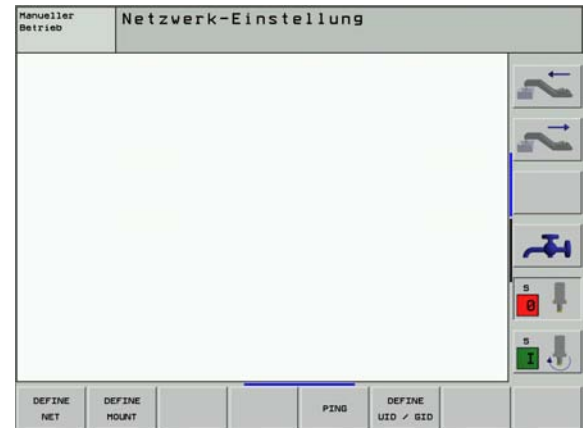 Manueller
Betrieb
Netzwerk-Einstellung
S
0
S
I
DEFINE
NET
DEFINE
MOUNT
PING
DEFINE
UID / GID